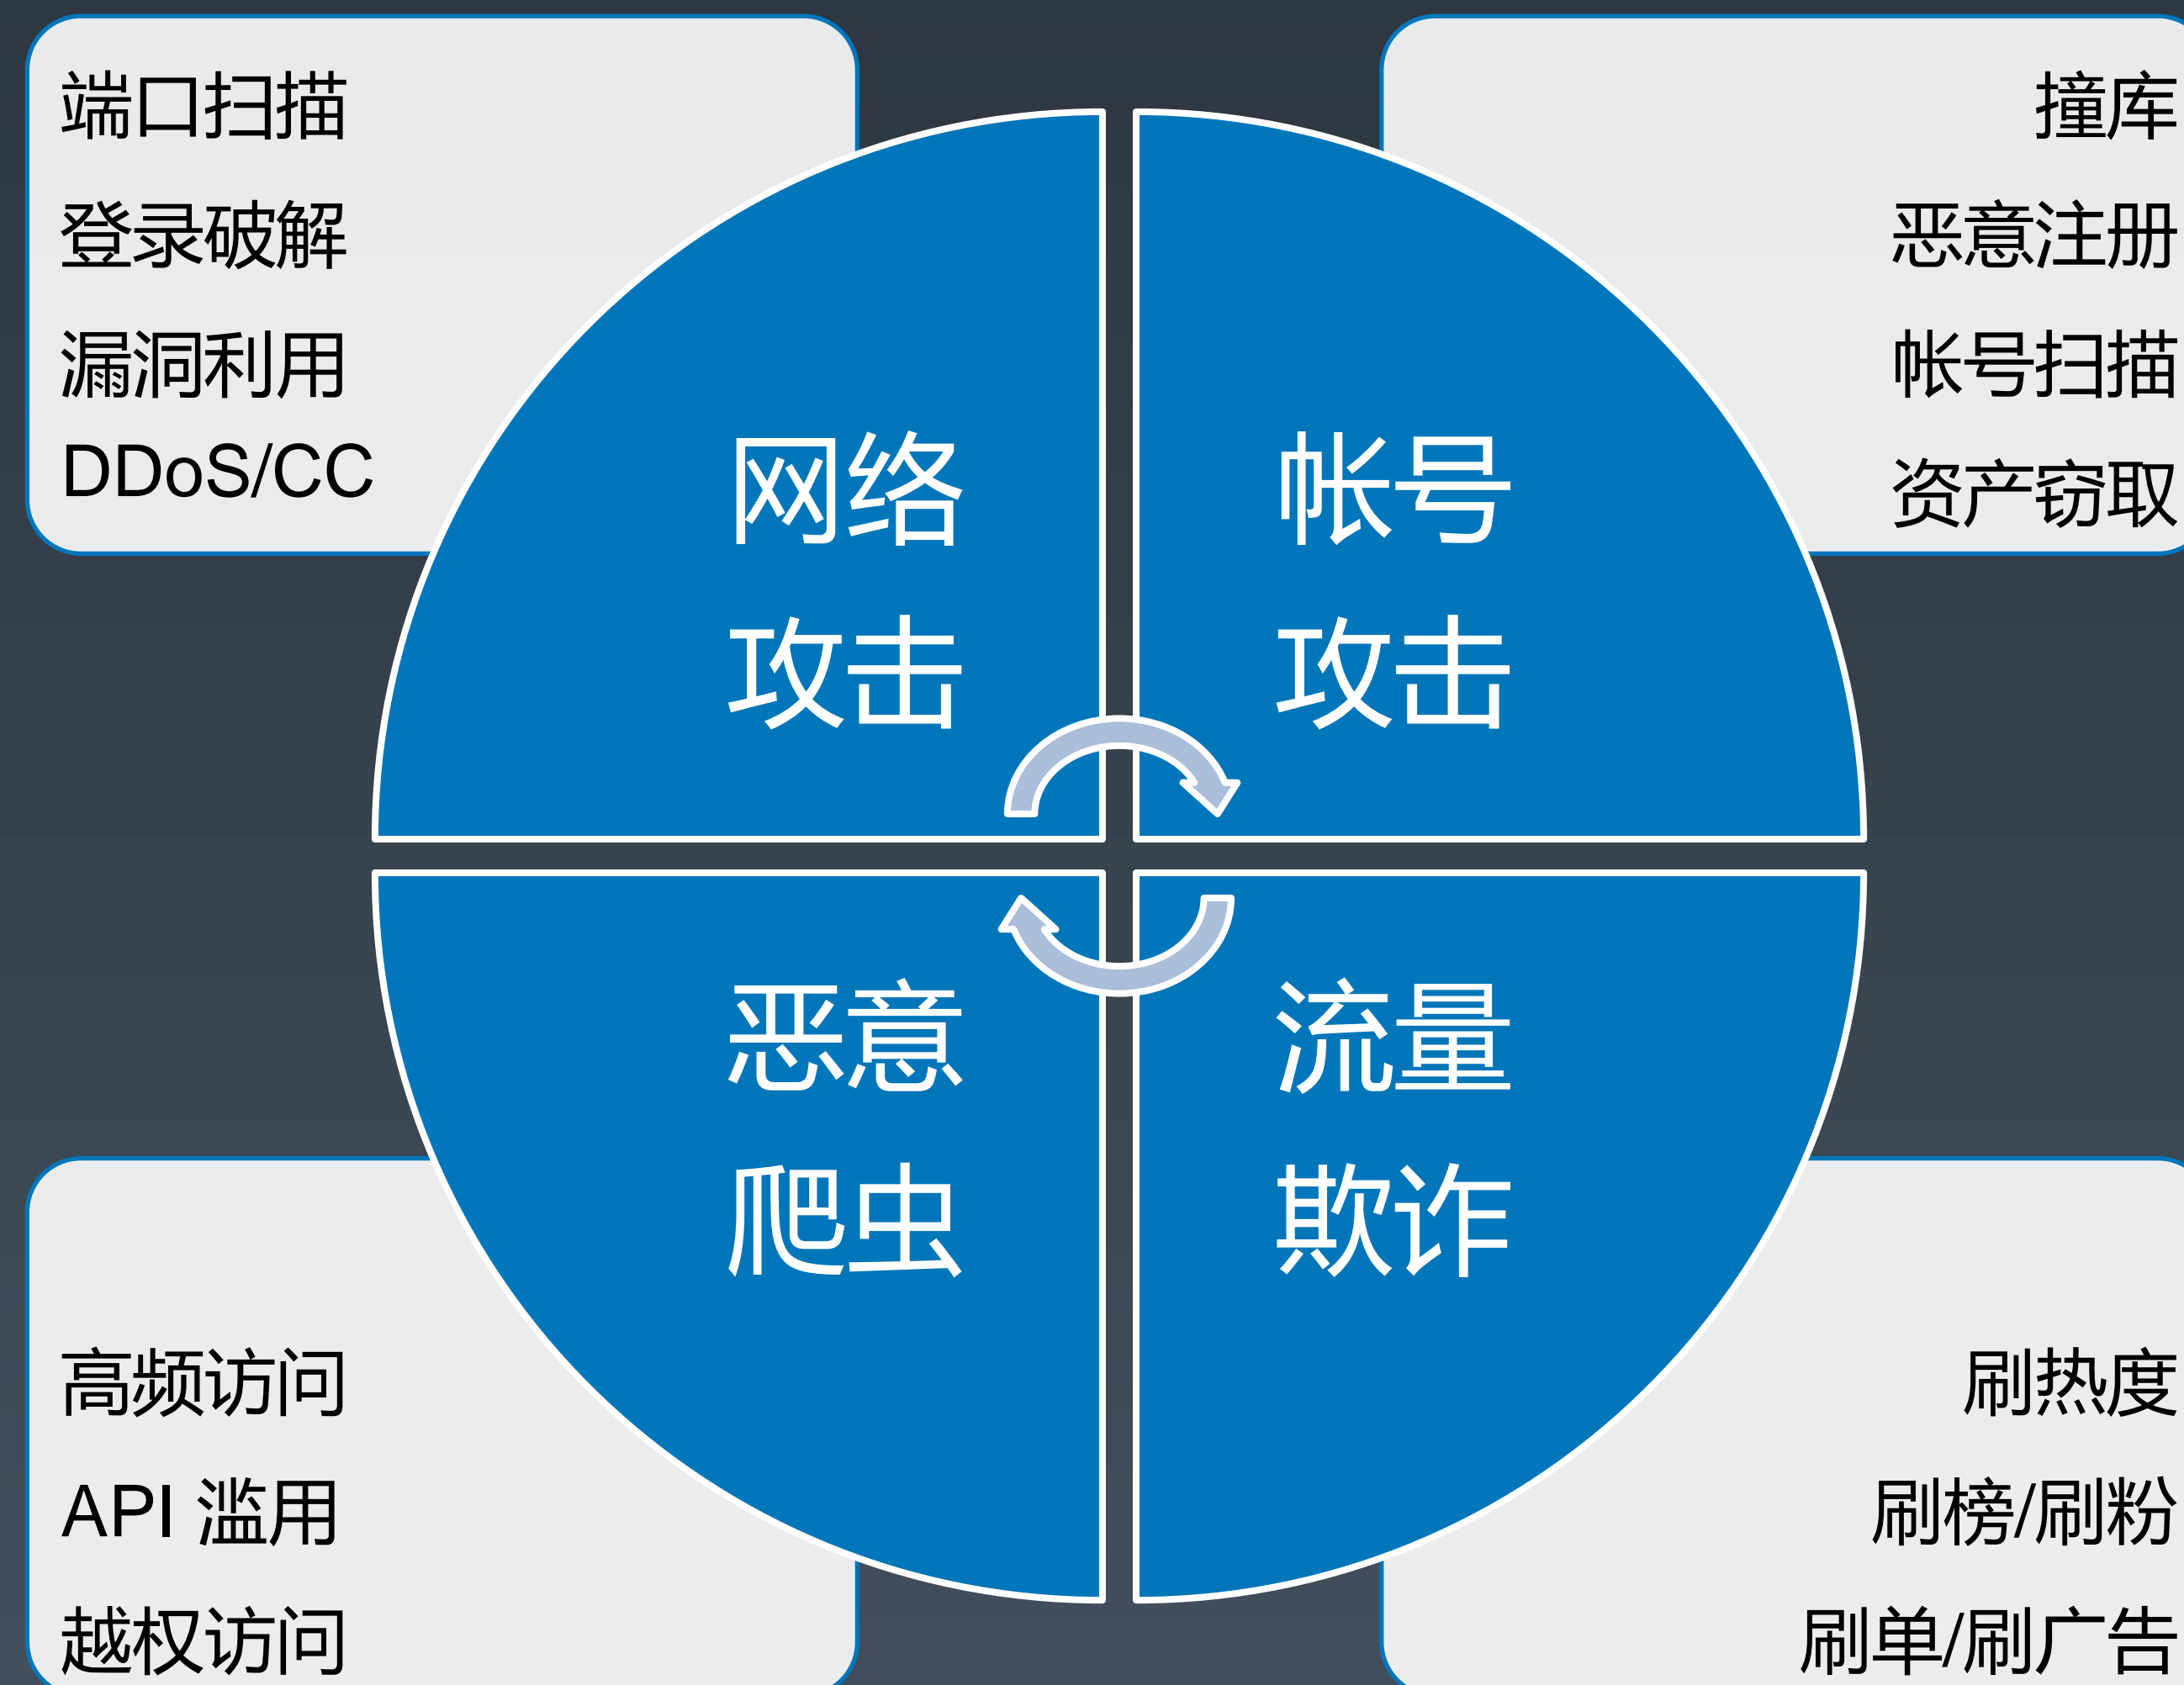 端口扫描
登录破解
漏洞利用
DDoS/CC
网络
攻击
撞库
恶意注册
帐号扫描
资产窃取
帐号
攻击
恶意
爬虫
高频访问
API 滥用
越权访问
流量
欺诈
刷热度
刷榜/刷粉
刷单/刷广告